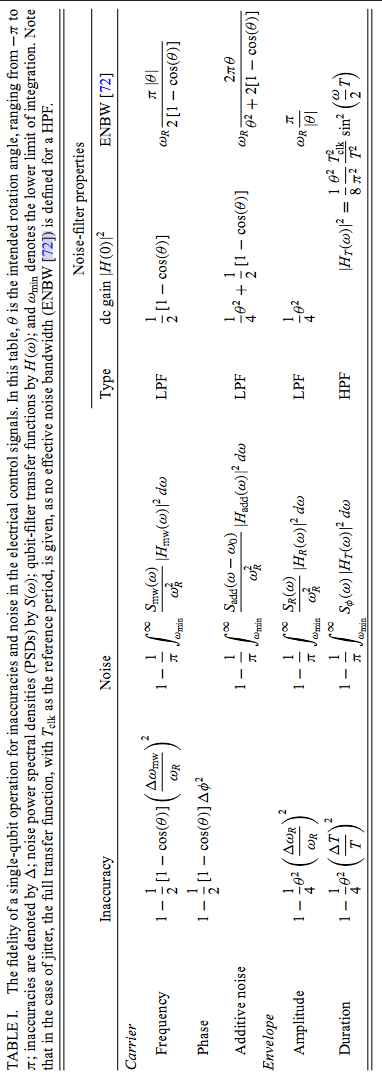 TABLE I. The fidelity of a single-qubit operation for inaccuracies and noise in the electrical control signals. In this table, θ is the intended rotation angle, ranging from −π to
π; inaccuracies are denoted by Δ; noise power spectral densities (PSDs) by S(ω); qubit-filter transfer functions by H(ω); and ω_min denotes the lower limit of integration. Note
that in the case of jitter, the full transfer function, with T_clk as the reference period, is given, as no effective noise bandwidth (ENBW [72]) is defined for a HPF.
Noise-filter properties
Inaccuracy Noise Type dc gain |H(0)|² ENBW [72]
Carrier
Frequency 1 − 1/2 [1 − cos(θ)] (Δω_mw/ω_R)² 1 − 1/π ∫_{ω_min}^∞ S_mw(ω)/ω_R² |H_mw(ω)|² dω LPF 1/2 [1 − cos(θ)] ω_R π |θ| / 2 [1 − cos(θ)]
Phase 1 − 1/2 [1 − cos(θ)] Δφ²
Additive noise 1 − 1/π ∫_{ω_min}^∞ S_add(ω − ω_0)/ω_R² |H_add(ω)|² dω LPF 1/4 θ² + 1/2 [1 − cos(θ)] ω_R 2πθ / θ² + 2[1 − cos(θ)]
Envelope
Amplitude 1 − 1/4 θ² (Δω_R/ω_R)² 1 − 1/π ∫_{ω_min}^∞ S_R(ω)/ω_R² |H_R(ω)|² dω LPF 1/4 θ² ω_R π/|θ|
Duration 1 − 1/4 θ² (ΔT/T)² 1 − 1/π ∫_{ω_min}^∞ S_φ(ω) |H_T(ω)|² dω HPF |H_T(ω)|² = 1/8 θ²/π² T_clk²/T² sin² (ω/2 T)